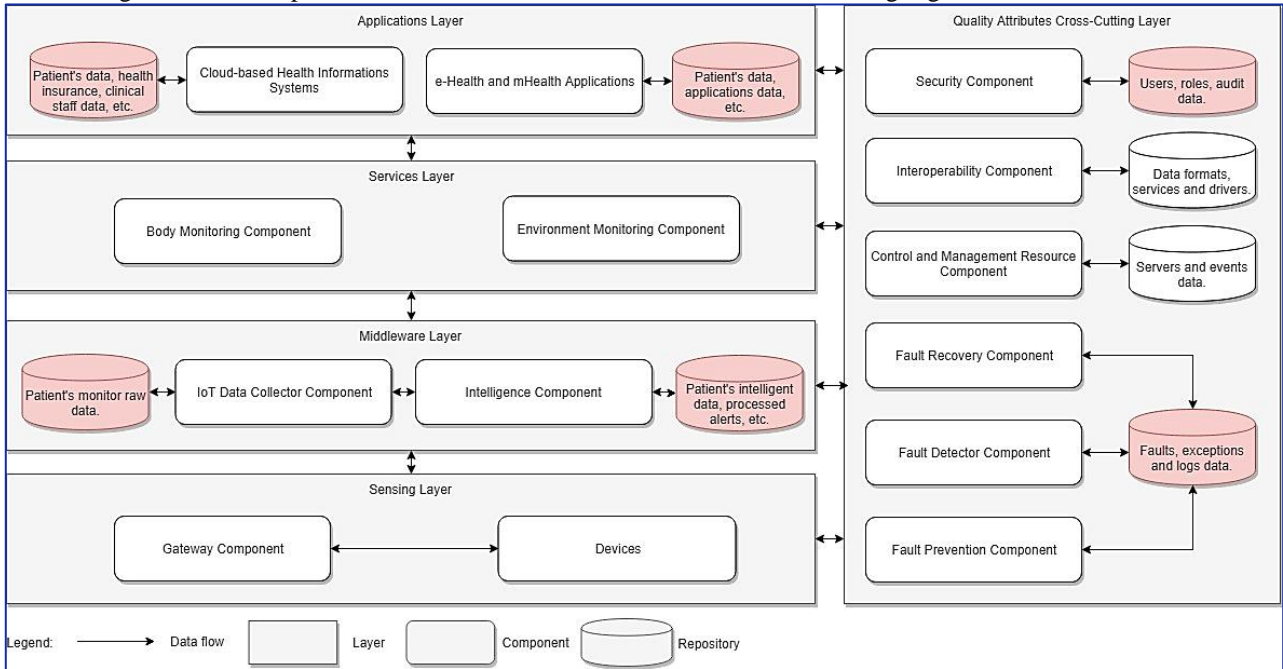 Applications Layer
Patient's data, health
insurance, clinical
staff data, etc.
Cloud-based Health Informations
Systems
e-Health and mHealth Applications
Patient's data,
applications data,
etc.
Services Layer
Body Monitoring Component
Environment Monitoring Component
Middleware Layer
Patient's monitor raw
data.
IoT Data Collector Component
Intelligence Component
Patient's intelligent
data, processed
alerts, etc.
Sensing Layer
Gateway Component
Devices
Quality Attributes Cross-Cutting Layer
Security Component
Users, roles, audit
data.
Interoperability Component
Data formats,
services and drivers.
Control and Management Resource
Component
Servers and events
data.
Fault Recovery Component
Fault Detector Component
Faults, exceptions
and logs data.
Fault Prevention Component
Legend:
Data flow
Layer
Component
Repository